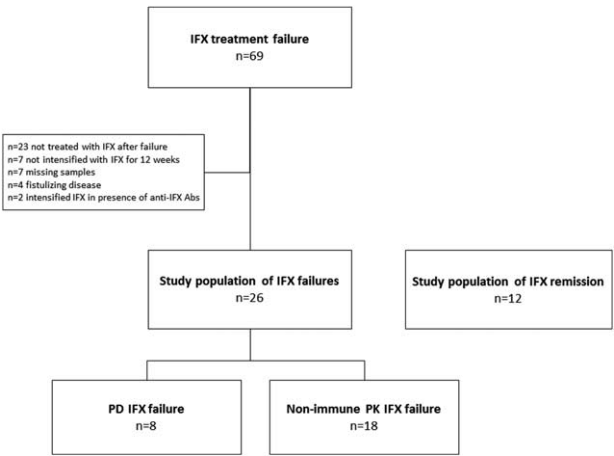 IFX treatment failure
n=69
n=23 not treated with IFX after failure
n=7 not intensified with IFX for 12 weeks
n=7 missing samples
n=4 fistulizing disease
n=2 intensified IFX in presence of anti-IFX Abs
Study population of IFX failures
n=26
Study population of IFX remission
n=12
PD IFX failure
n=8
Non-immune PK IFX failure
n=18